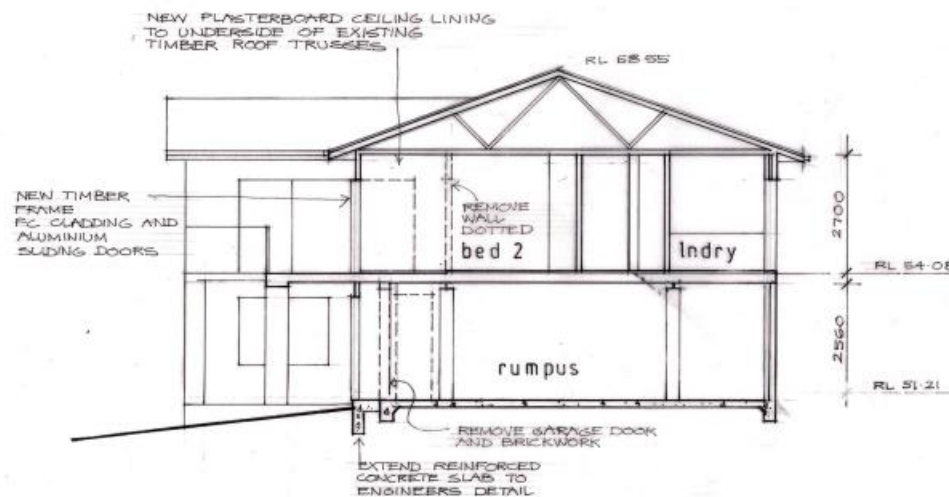 NEW PLASTERBOARD CEILING LINING
TO UNDERSIDE OF EXISTING
TIMBER ROOF TRUSSES
RL 58.55
NEW TIMBER
FRAME
FC CLADDING AND
ALUMINIUM
SLIDING DOORS
REMOVE
WALL
DOTTED
bed 2
lndry
2700
RL 54.08
2560
rumpus
RL 51.21
REMOVE GARAGE DOOR
AND BRICKWORK
EXTEND REINFORCED
CONCRETE SLAB TO
ENGINEERS DETAIL